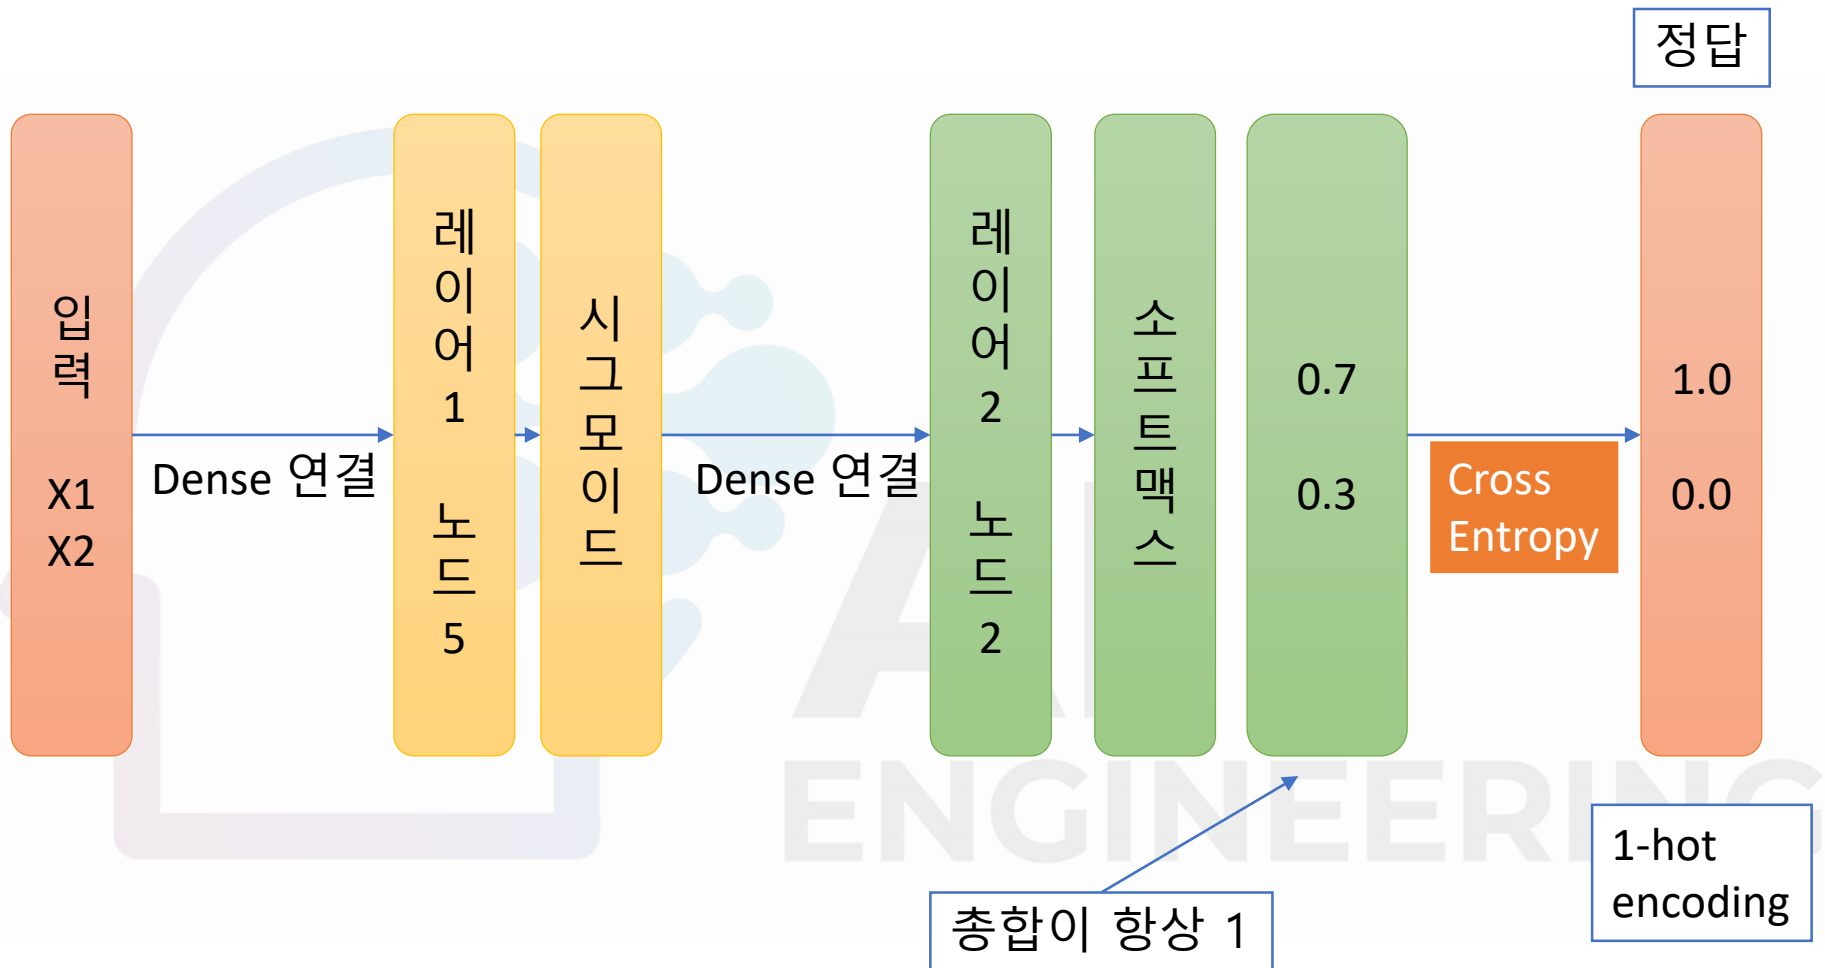 정답
입력
X1
X2
Dense 연결
레이어
1
노드
5
시그모이드
Dense 연결
레이어
2
노드
2
소프트맥스
0.7
0.3
Cross
Entropy
1.0
0.0
총합이 항상 1
1-hot
encoding
ENGINEERING